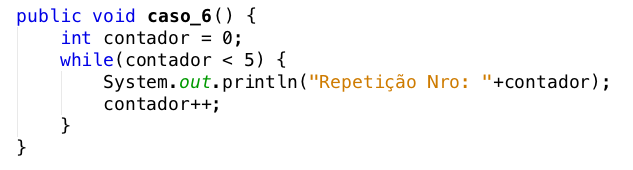 public void caso_6() {
    int contador = 0;
    while(contador < 5) {
        System.out.println("Repetição Nro: "+contador);
        contador++;
    }
}